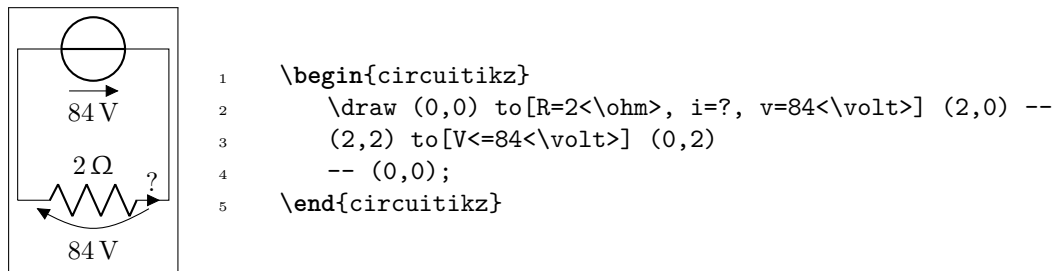 84 V
2 Ω
?
84 V
1 \begin{circuitikz}
2 \draw (0,0) to[R=2<\ohm>, i=?, v=84<\volt>] (2,0) --
3 (2,2) to[V<=84<\volt>] (0,2)
4 -- (0,0);
5 \end{circuitikz}